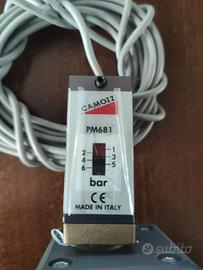 CAMOZZI
PM681
2 1
4 3
6 5
bar
CE
MADE IN ITALY
subito